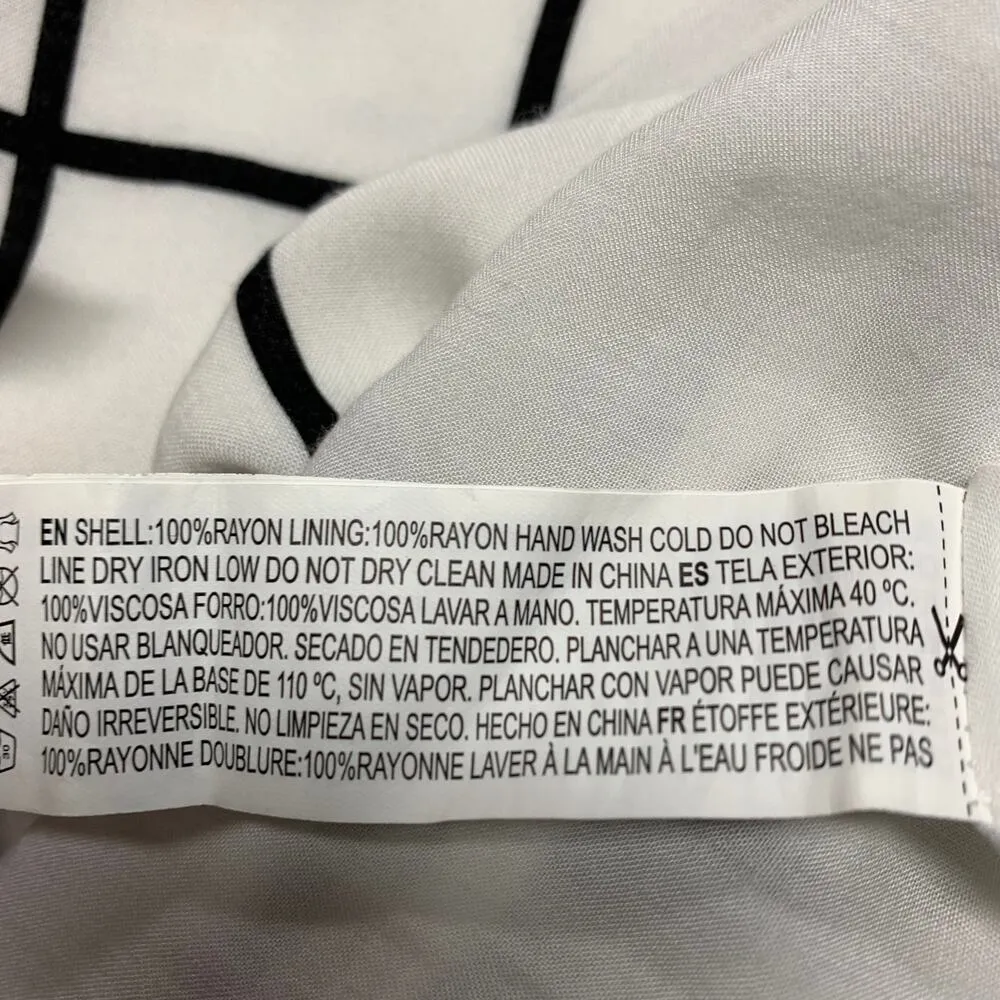 EN SHELL:100%RAYON LINING:100%RAYON HAND WASH COLD DO NOT BLEACH
LINE DRY IRON LOW DO NOT DRY CLEAN MADE IN CHINA ES TELA EXTERIOR:
100%VISCOSA FORRO:100%VISCOSA LAVAR A MANO. TEMPERATURA MÁXIMA 40 ºC.
NO USAR BLANQUEADOR. SECADO EN TENDEDERO. PLANCHAR A UNA TEMPERATURA
MÁXIMA DE LA BASE DE 110 ºC, SIN VAPOR. PLANCHAR CON VAPOR PUEDE CAUSAR
DAÑO IRREVERSIBLE. NO LIMPIEZA EN SECO. HECHO EN CHINA FR ÉTOFFE EXTÉRIEURE:
100%RAYONNE DOUBLURE:100%RAYONNE LAVER À LA MAIN À L'EAU FROIDE NE PAS